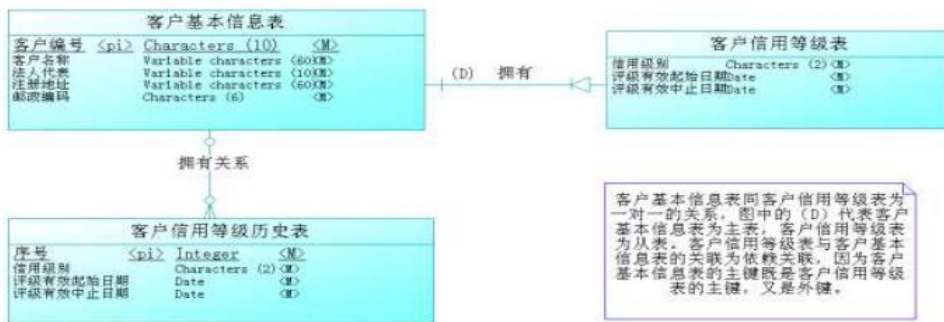 客户基本信息表
客户编号 <pi> Characters (10) <M>
客户名称 Variable characters (60)<M>
法人代表 Variable characters (10)<M>
注册地址 Variable characters (60)<M>
邮政编码 Characters (6) <M>
(D) 拥有
客户信用等级表
信用级别 Characters (2)<M>
评级有效起始日期Date <M>
评级有效中止日期Date <M>
拥有关系
客户信用等级历史表
序号 <pi> Integer <M>
信用级别 Characters (2)<M>
评级有效起始日期 Date <M>
评级有效中止日期 Date <M>
客户基本信息表同客户信用等级表为
一对一的关系，图中的（D）代表客户
基本信息表为主表，客户信用等级表
为从表。客户信用等级表与客户基本
信息表的关联为依赖关联，因为客户
基本信息表的主键既是客户信用等级
表的主键，又是外键。